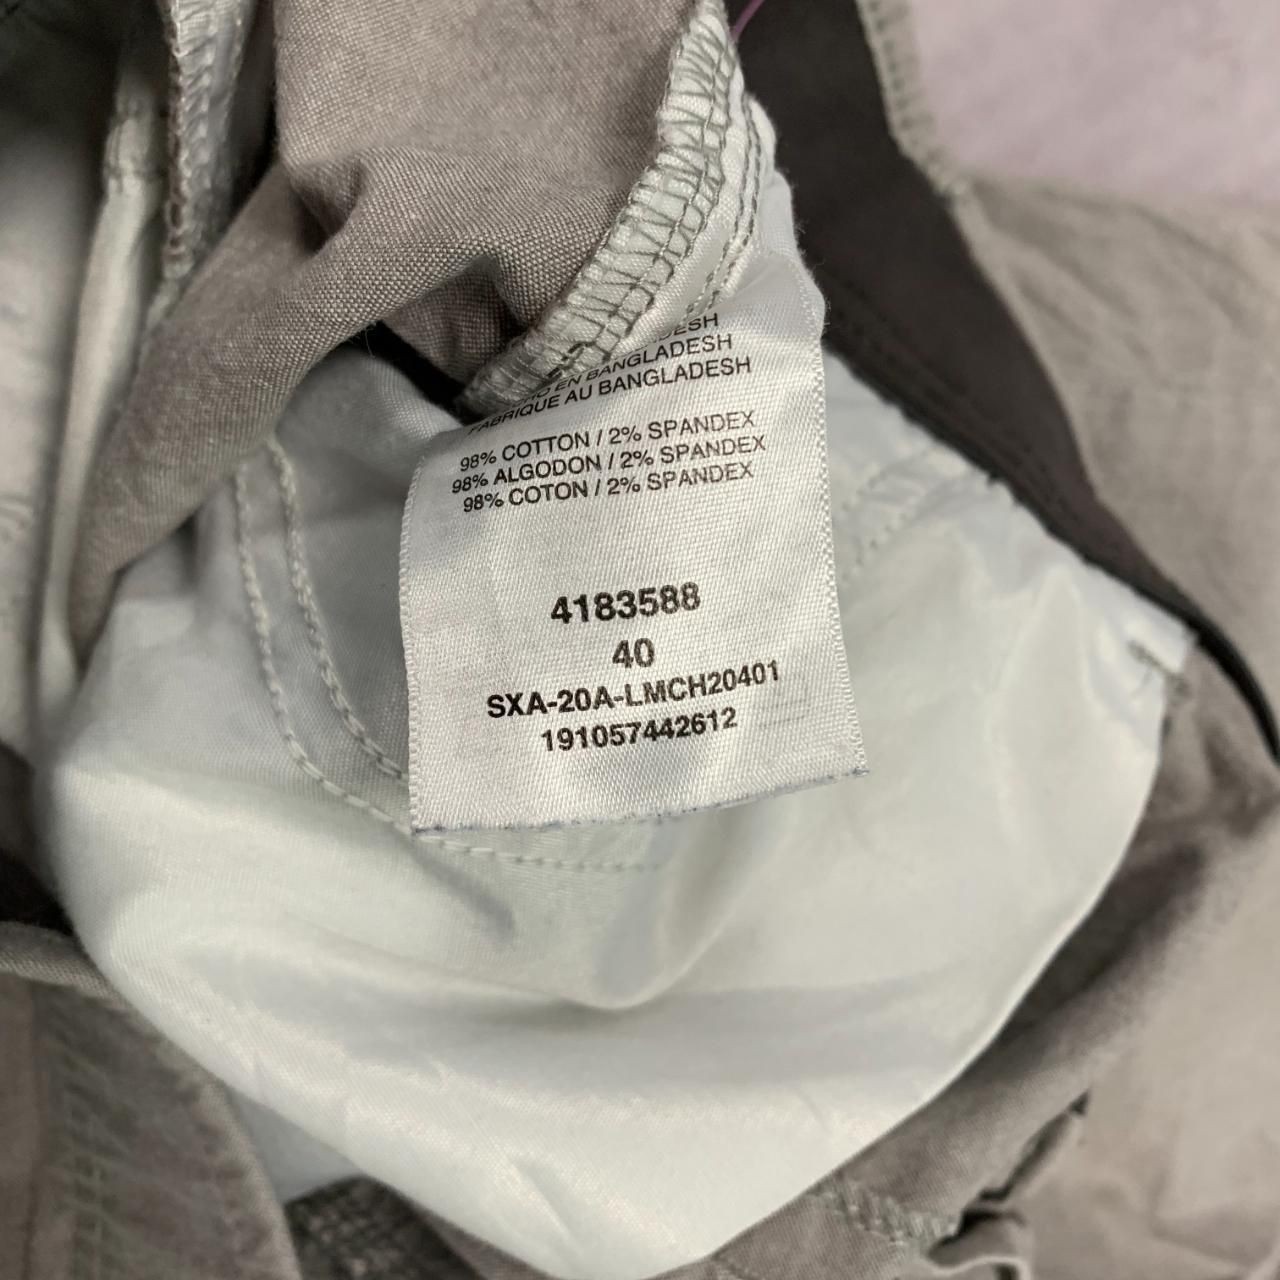 EN BANGLADESH
FABRIQUE AU BANGLADESH
98% COTTON / 2% SPANDEX
98% ALGODON / 2% SPANDEX
98% COTON / 2% SPANDEX
4183588
40
SXA-20A-LMCH20401
191057442612